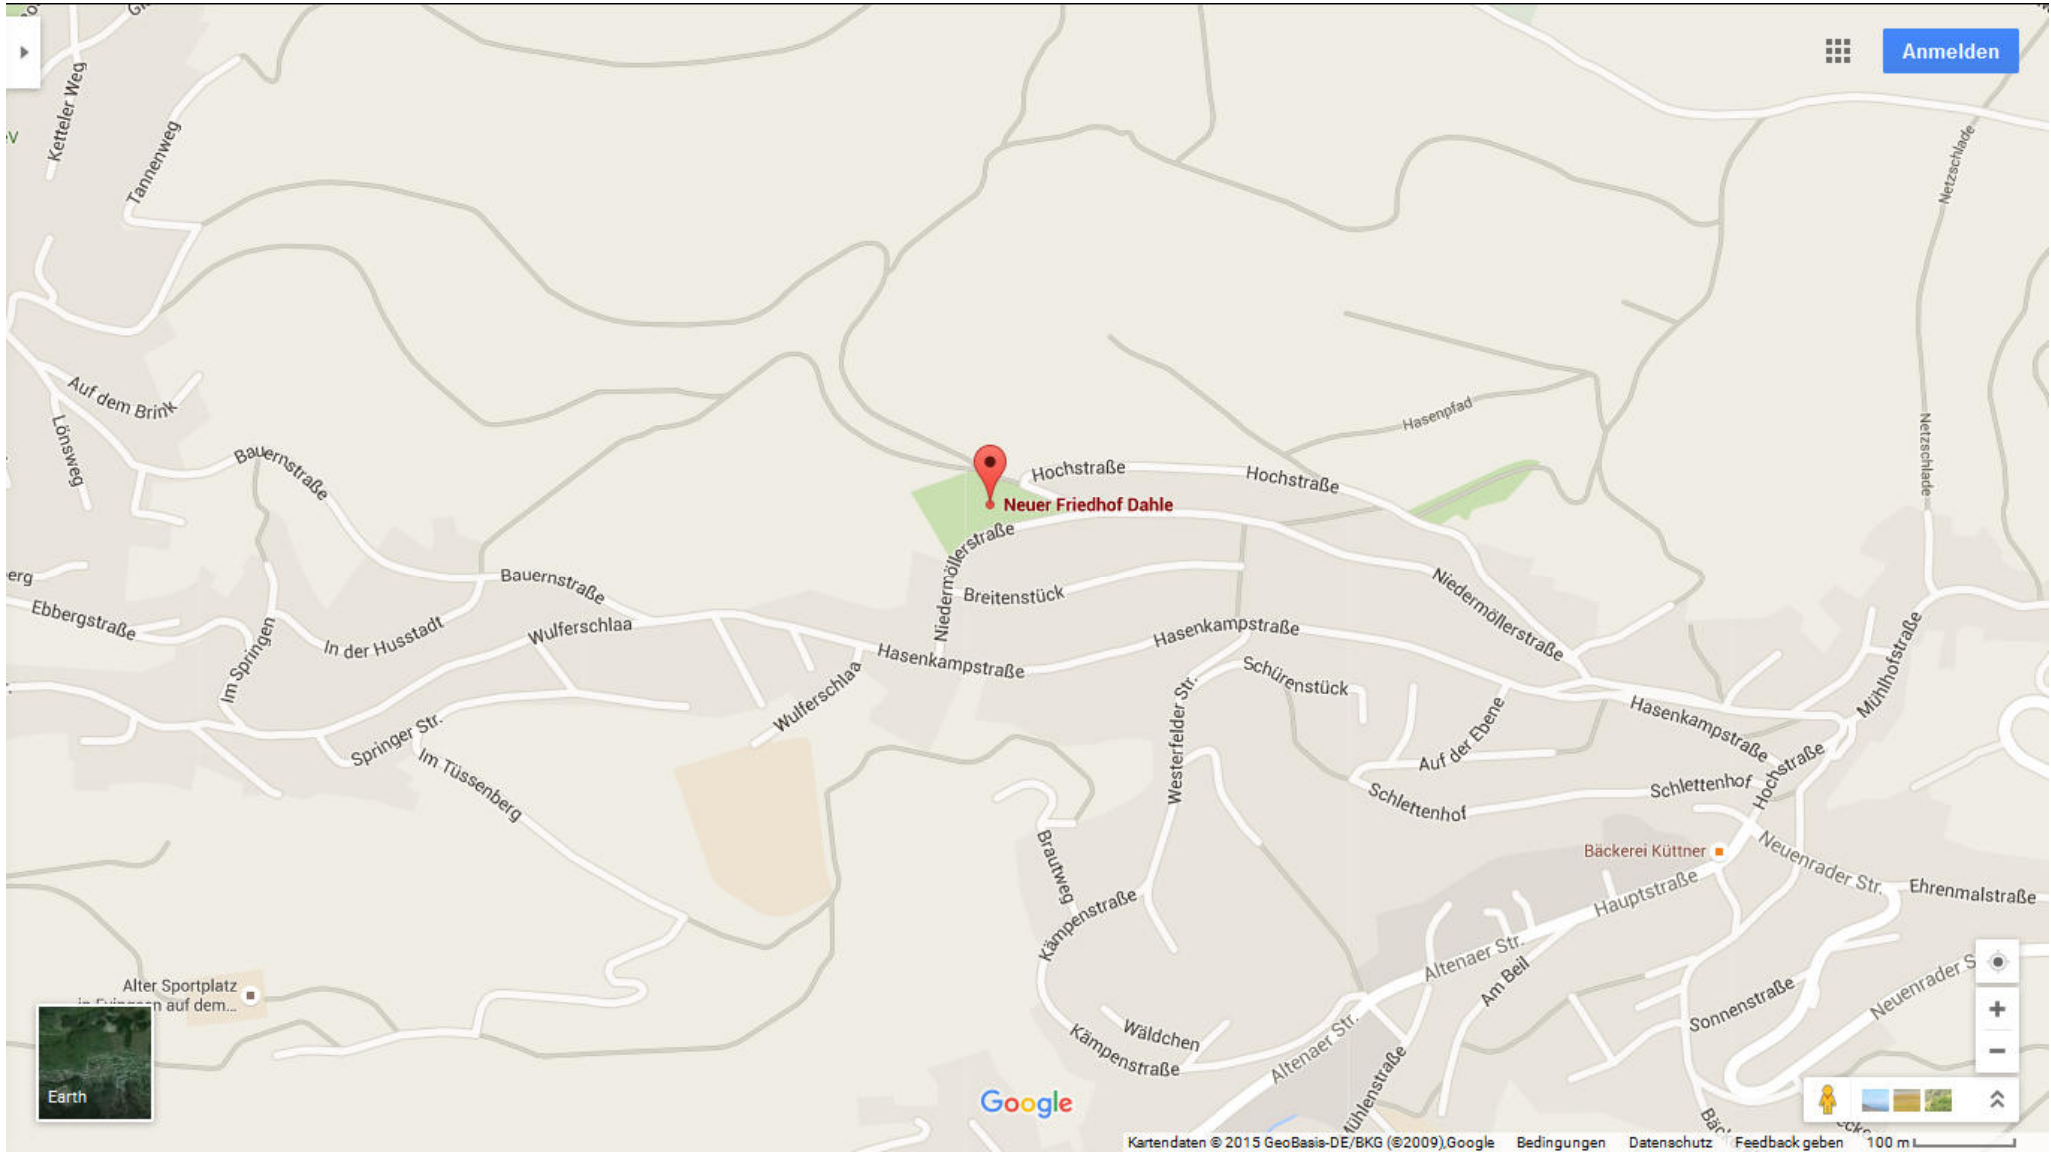 Anmelden
Ketteler Weg
Tannenweg
Netzschlade
Auf dem Brink
Lönsweg
Bauernstraße
Hasenpfad
Netzschlade
Hochstraße
Hochstraße
Neuer Friedhof Dahle
Niedermöllerstraße
Breitenstück
Bauernstraße
Niedermöllerstraße
erg
Ebbergstraße
Wulferschlaa
In der Husstadt
Im Springen
Hasenkampstraße
Hasenkampstraße
Schürenstück
Mühlhofstraße
Wulferschlaa
Westerfelder Str.
Auf der Ebene
Hasenkampstraße
Springer Str.
Im Tüssenberg
Schlettenhof
Schlettenhof
Hochstraße
Bäckerei Küttner
Neuenrader Str.
Brautweg
Kämpenstraße
Hauptstraße
Ehrenmalstraße
Altenaer Str.
Am Beil
Alter Sportplatz
auf dem...
Sonnenstraße
Neuenrader S
Wäldchen
Kämpenstraße
Altenaer Str.
Mühlenstraße
Earth
Google
Kartendaten © 2015 GeoBasis-DE/BKG (©2009),Google Bedingungen Datenschutz Feedback geben 100 m